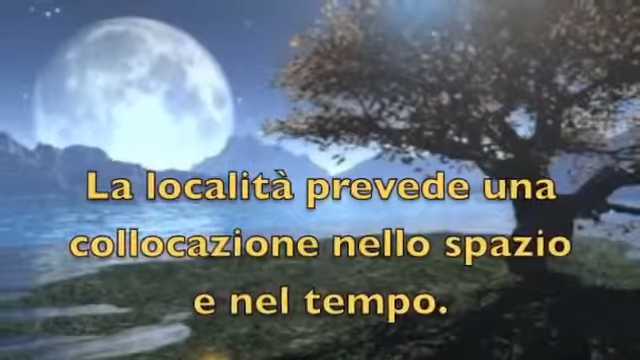 La località prevede una
collocazione nello spazio
e nel tempo.